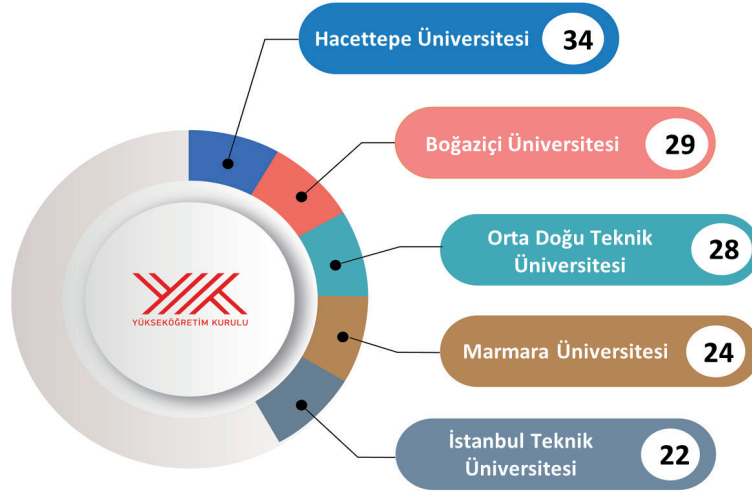 Hacettepe Üniversitesi 34
Boğaziçi Üniversitesi 29
Orta Doğu Teknik
Üniversitesi 28
YÜKSEKÖĞRETİM KURULU
Marmara Üniversitesi 24
İstanbul Teknik
Üniversitesi 22